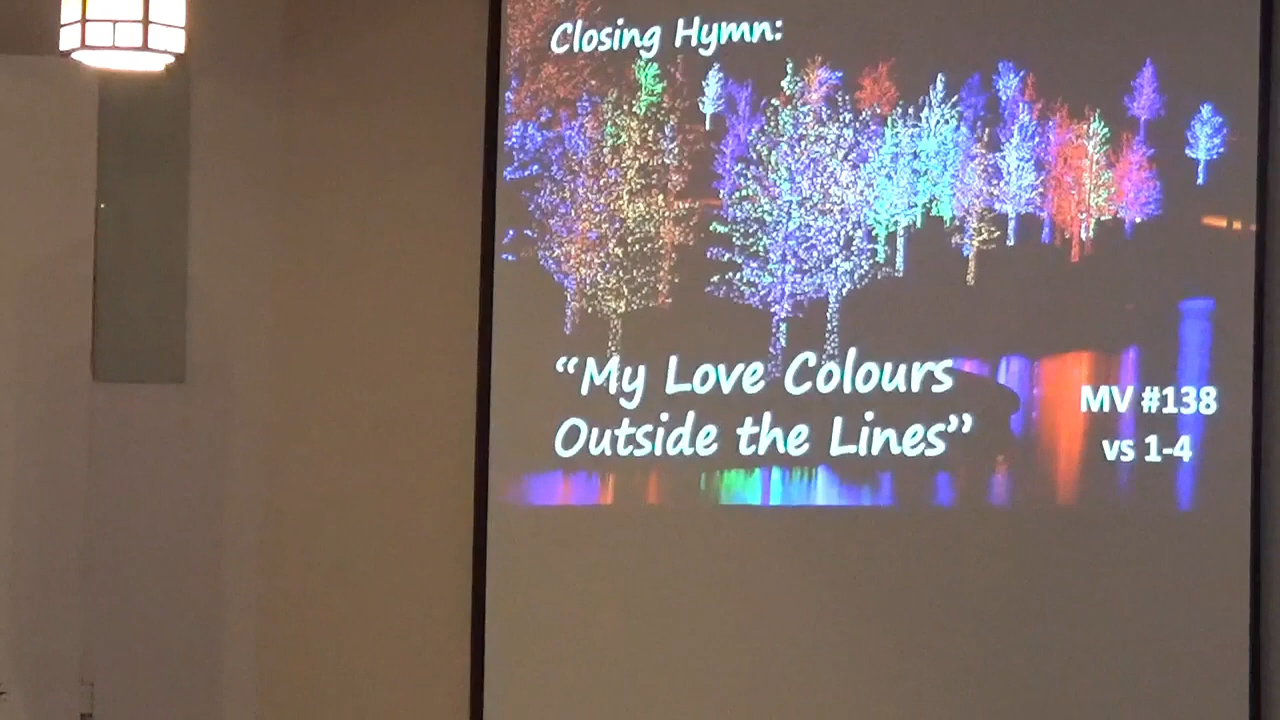 Closing Hymn:
“My Love Colours
Outside the Lines”
MV #138
vs 1-4